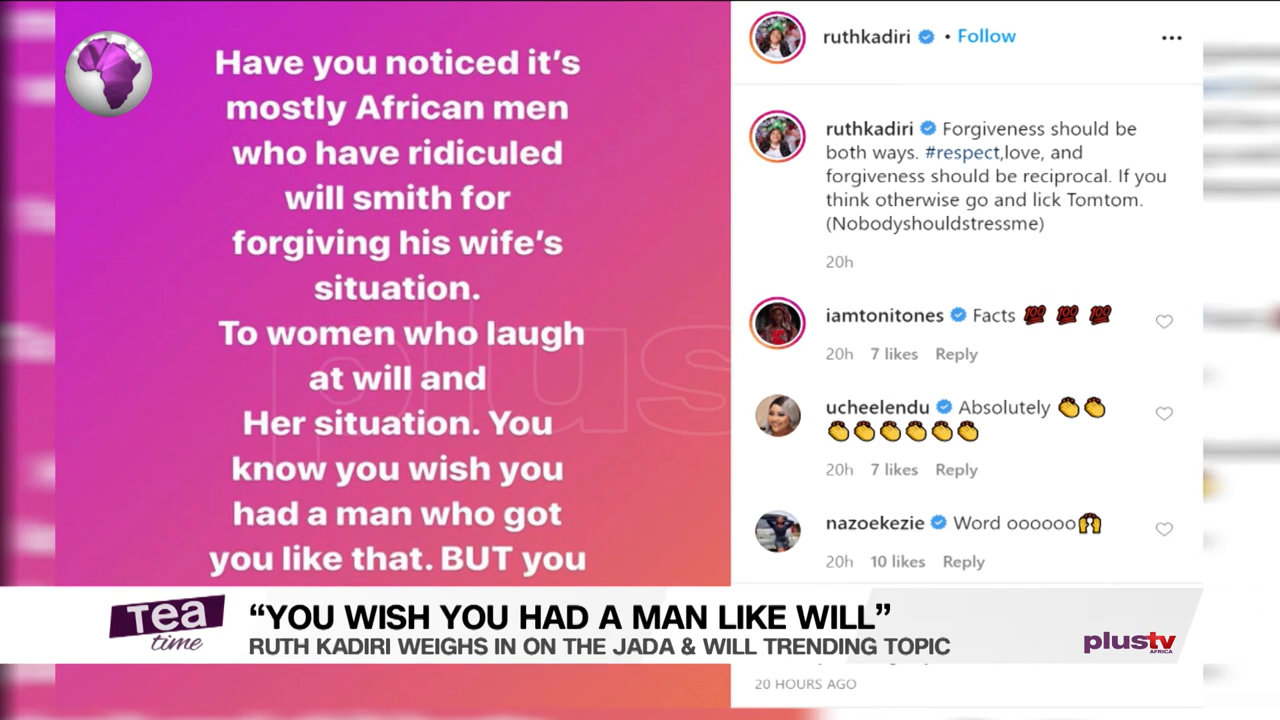 Have you noticed it's
mostly African men
who have ridiculed
will smith for
forgiving his wife's
situation.
To women who laugh
at will and
Her situation. You
know you wish you
had a man who got
you like that. BUT you
plus
ruthkadiri • Follow
ruthkadiri Forgiveness should be
both ways. #respect,love, and
forgiveness should be reciprocal. If you
think otherwise go and lick Tomtom.
(Nobodyshouldstressme)
20h
iamtonitones Facts 💯 💯 💯
20h 7 likes Reply
ucheelendu Absolutely 👏👏
👏👏👏👏👏👏
20h 7 likes Reply
nazoekezie Word oooooo🙌
20h 10 likes Reply
20 HOURS AGO
Tea
time
“YOU WISH YOU HAD A MAN LIKE WILL”
RUTH KADIRI WEIGHS IN ON THE JADA & WILL TRENDING TOPIC
plustv
AFRICA